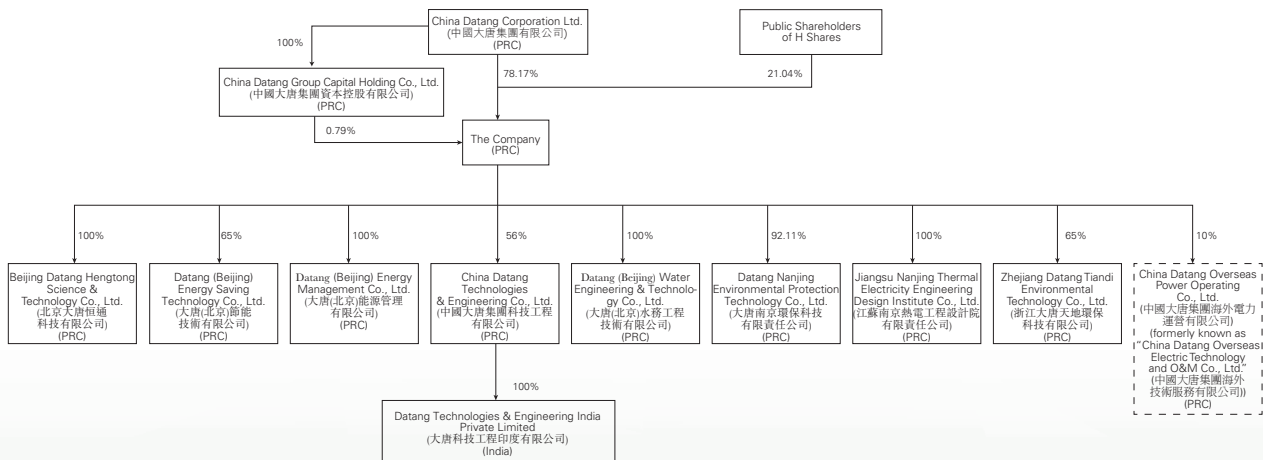 China Datang Corporation Ltd.
(中國大唐集團有限公司)
(PRC)
Public Shareholders
of H Shares
100%
China Datang Group Capital Holding Co., Ltd.
(中國大唐集團資本控股有限公司)
(PRC)
78.17%
21.04%
0.79%
The Company
(PRC)
100%
65%
100%
56%
100%
92.11%
100%
65%
10%
Beijing Datang Hengtong
Science &
Technology Co., Ltd.
(北京大唐恒通
科技有限公司)
(PRC)
Datang (Beijing)
Energy Saving
Technology Co., Ltd.
(大唐(北京)節能
技術有限公司)
(PRC)
Datang (Beijing) Energy
Management Co., Ltd.
(大唐(北京)能源管理
有限公司)
(PRC)
China Datang
Technologies
& Engineering Co., Ltd.
(中國大唐集團科技工程
有限公司)
(PRC)
Datang (Beijing) Water
Engineering & Technolo-
gy Co., Ltd.
(大唐(北京)水務工程
技術有限公司)
(PRC)
Datang Nanjing
Environmental Protection
Technology Co., Ltd.
(大唐南京環保科技
有限責任公司)
(PRC)
Jiangsu Nanjing Thermal
Electricity Engineering
Design Institute Co., Ltd.
(江蘇南京熱電工程設計院
有限責任公司)
(PRC)
Zhejiang Datang Tiandi
Environmental
Technology Co., Ltd.
(浙江大唐天地環保
科技有限公司)
(PRC)
China Datang Overseas
Power Operating
Co., Ltd.
(中國大唐集團海外電力
運營有限公司)
(formerly known as
"China Datang Overseas
Electric Technology
and O&M Co., Ltd."
(中國大唐集團海外
技術服務有限公司))
(PRC)
100%
Datang Technologies & Engineering India
Private Limited
(大唐科技工程印度有限公司)
(India)